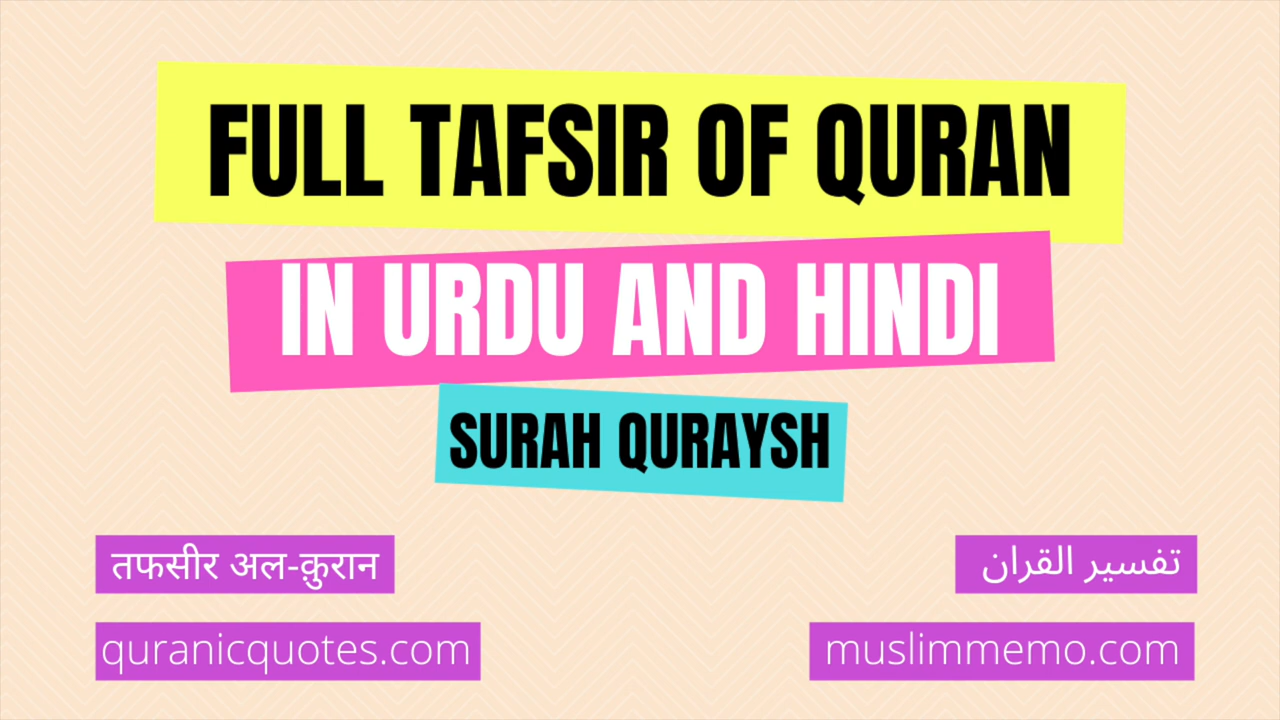 FULL TAFSIR OF QURAN
IN URDU AND HINDI
SURAH QURAYSH
तफसीर अल-क़ुरान
تفسير القران
quranicquotes.com
muslimmemo.com